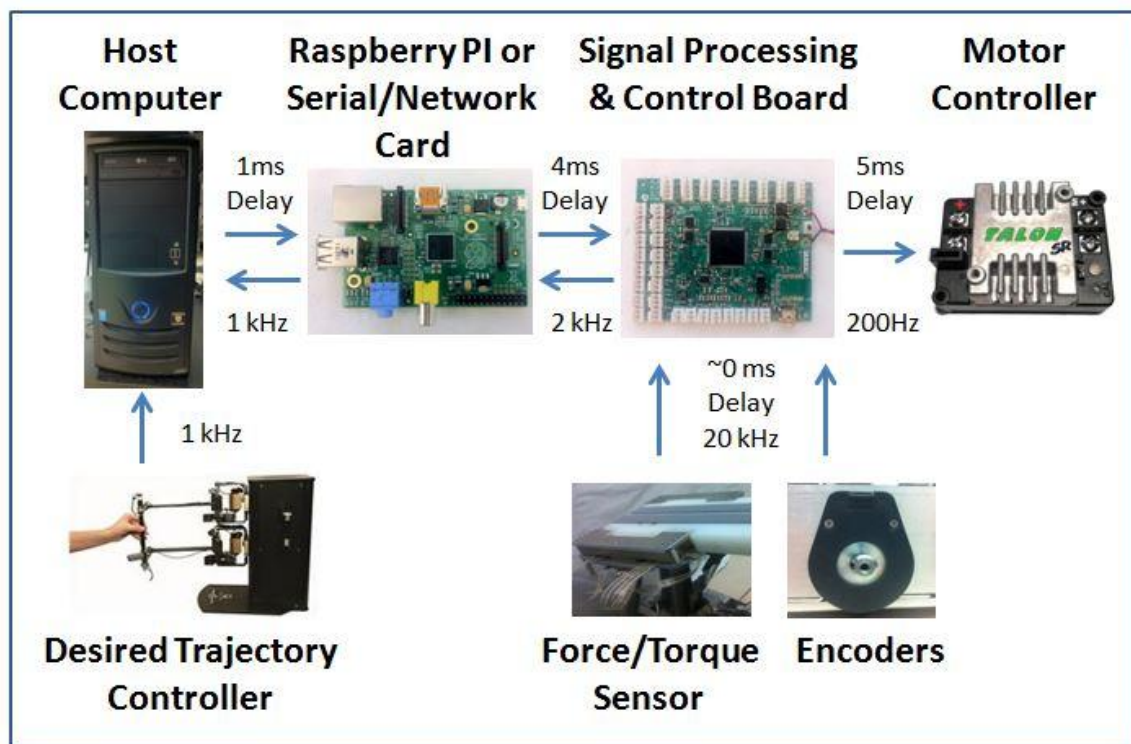 Host
Computer
Raspberry PI or
Serial/Network
Card
Signal Processing
& Control Board
Motor
Controller
1ms
Delay
4ms
Delay
5ms
Delay
1 kHz
2 kHz
200Hz
TALON
SR
~0 ms
Delay
20 kHz
1 kHz
Desired Trajectory
Controller
Force/Torque
Sensor
Encoders